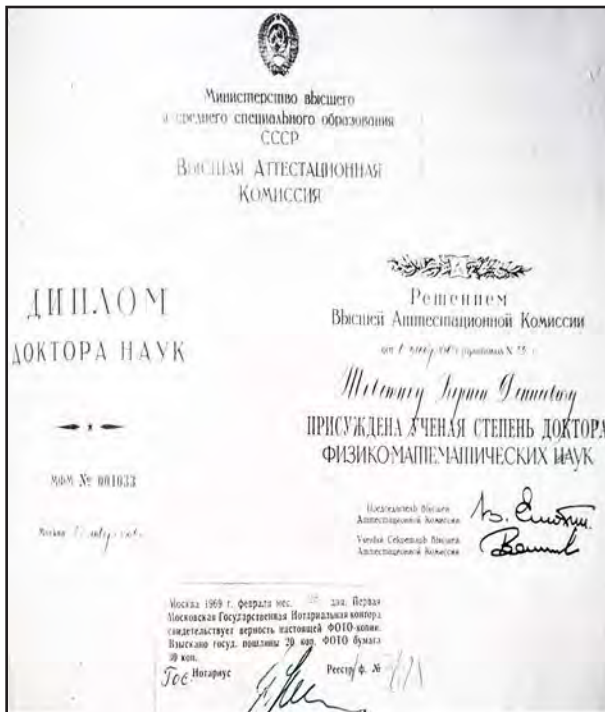 Министерство высшего
и среднего специального образования
СССР
ВЫСШАЯ АТТЕСТАЦИОННАЯ
КОМИССИЯ
ДИПЛОМ
ДОКТОРА НАУК
МФМ № 001033
Москва
Решением
Высшей Аттестационной Комиссии
от
ПРИСУЖДЕНА УЧЕНАЯ СТЕПЕНЬ ДОКТОРА
ФИЗИКО-МАТЕМАТИЧЕСКИХ НАУК
Председатель Высшей
Аттестационной Комиссии
Ученый Секретарь Высшей
Аттестационной Комиссии
Москва 1969 г. февраля мес. дня. Первая
Московская Государственная Нотариальная контора
свидетельствует верность настоящей ФОТО-копии.
Взыскано госуд. пошлины 20 коп. ФОТО бумага
30 коп.
Гос. Нотариус
Реестр ф. №